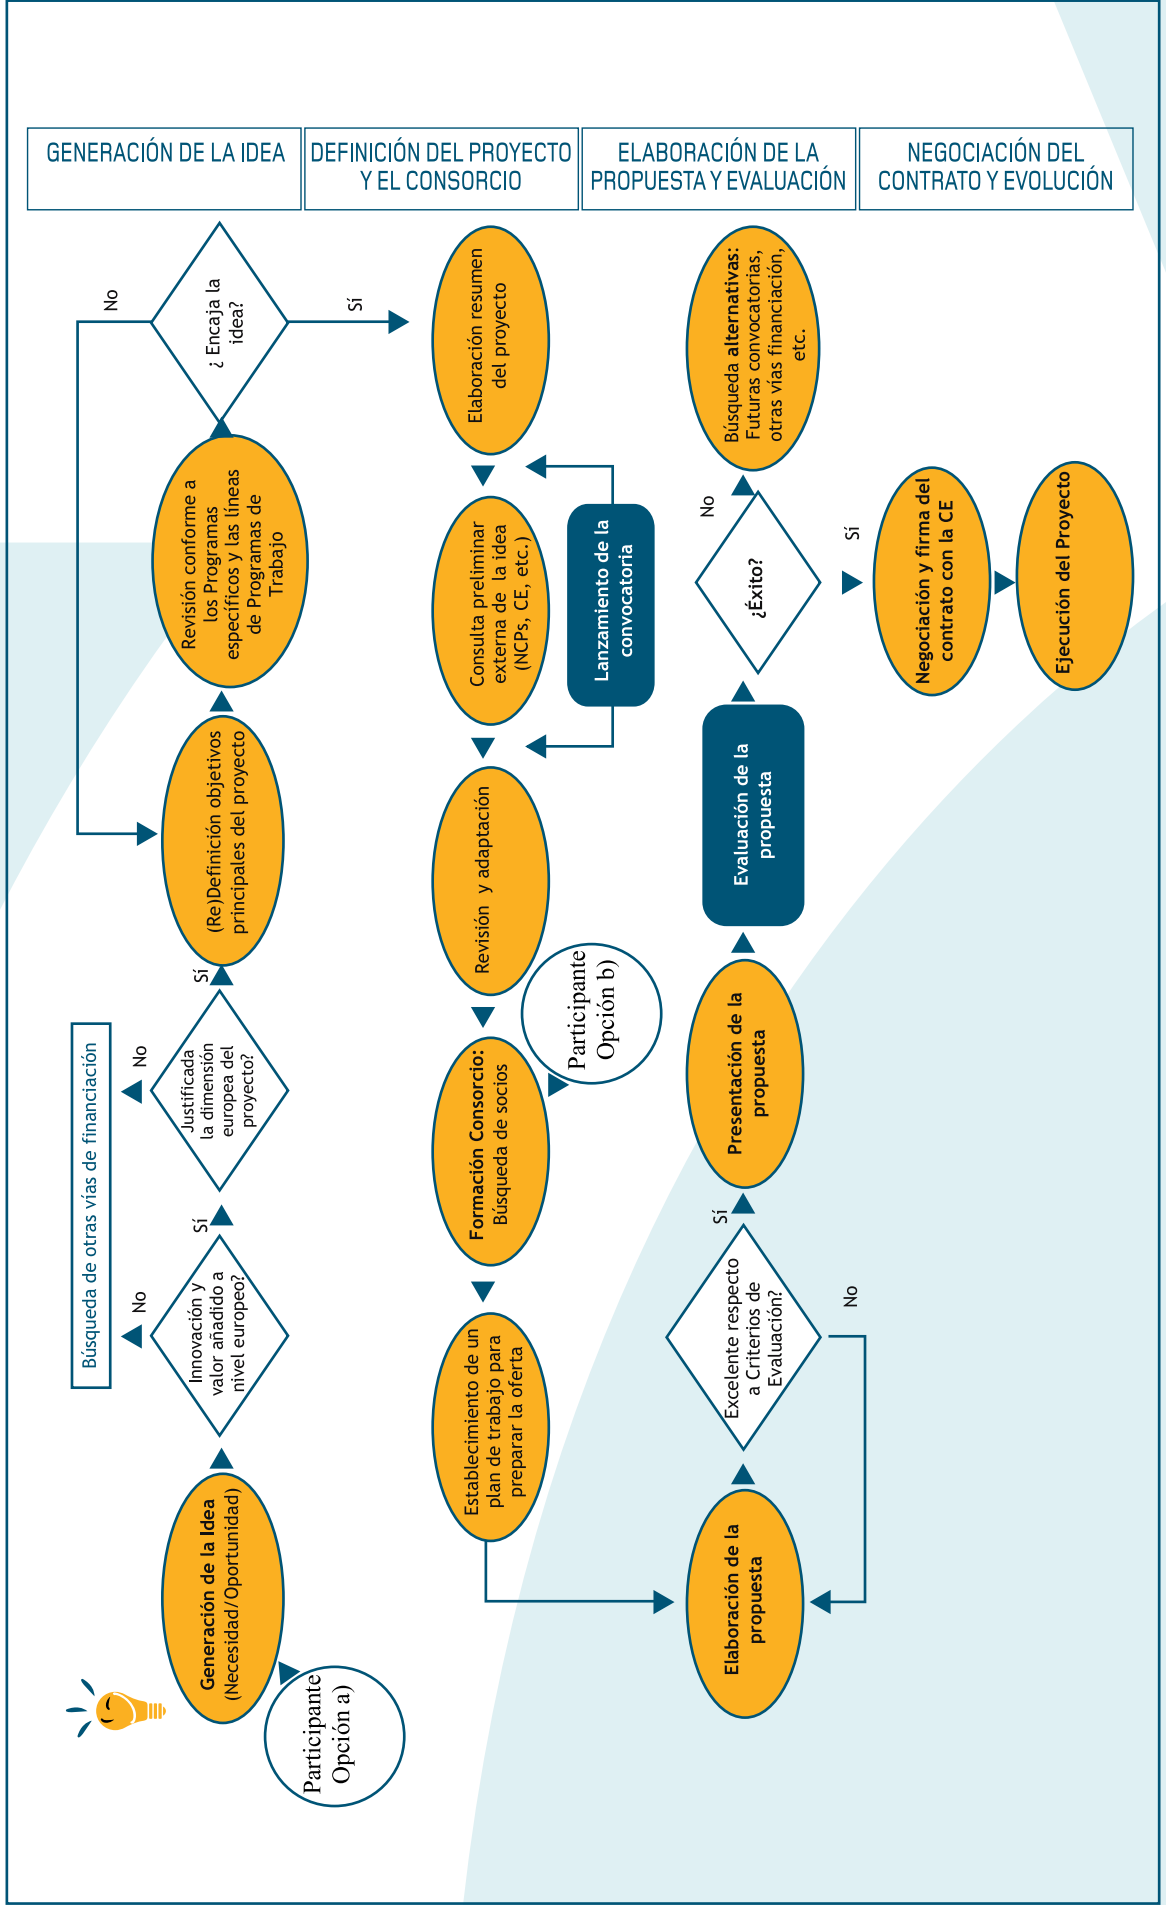 GENERACIÓN DE LA IDEA
DEFINICIÓN DEL PROYECTO
Y EL CONSORCIO
ELABORACIÓN DE LA
PROPUESTA Y EVALUACIÓN
NEGOCIACIÓN DEL
CONTRATO Y EVOLUCIÓN
Participante
Opción a)
Generación de la Idea
(Necesidad/Oportunidad)
Innovación y
valor añadido a
nivel europeo?
No
Sí
Búsqueda de otras vías de financiación
Justificada
la dimensión
europea del
proyecto?
No
Sí
(Re)Definición objetivos
principales del proyecto
Revisión conforme a
los Programas
específicos y las líneas
de Programas de
Trabajo
¿ Encaja la
idea?
No
Sí
Elaboración resumen
del proyecto
Consulta preliminar
externa de la idea
(NCPs, CE, etc.)
Lanzamiento de la
convocatoria
Revisión y adaptación
Formación Consorcio:
Búsqueda de socios
Participante
Opción b)
Establecimiento de un
plan de trabajo para
preparar la oferta
Elaboración de la
propuesta
Excelente respecto
a Criterios de
Evaluación?
No
Sí
Presentación de la
propuesta
Evaluación de la
propuesta
¿Éxito?
No
Búsqueda alternativas:
Futuras convocatorias,
otras vías financiación,
etc.
Sí
Negociación y firma del
contrato con la CE
Ejecución del Proyecto